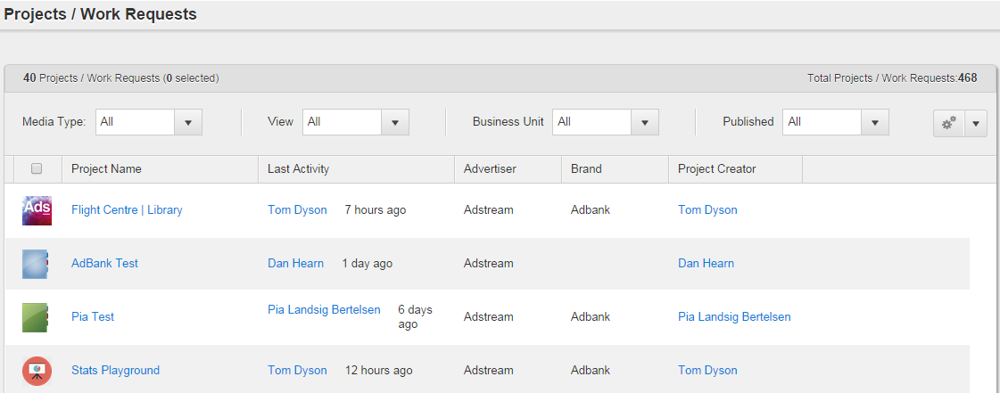 Projects / Work Requests
40 Projects / Work Requests (0 selected) Total Projects / Work Requests:468
Media Type: All View All Business Unit All Published All
Project Name Last Activity Advertiser Brand Project Creator
Ads Flight Centre | Library Tom Dyson 7 hours ago Adstream Adbank Tom Dyson
AdBank Test Dan Hearn 1 day ago Adstream Dan Hearn
Pia Test Pia Landsig Bertelsen 6 days ago Adstream Adbank Pia Landsig Bertelsen
Stats Playground Tom Dyson 12 hours ago Adstream Adbank Tom Dyson